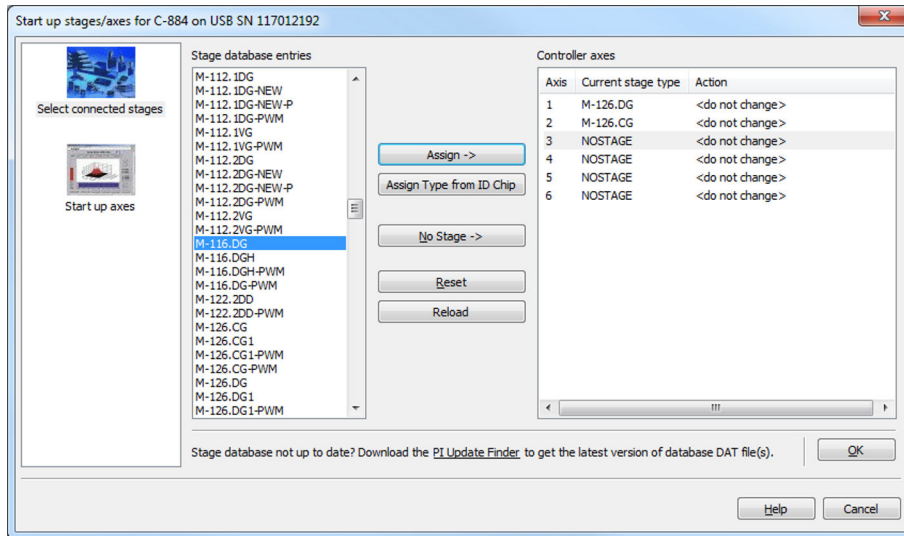 Start up stages/axes for C-884 on USB SN 117012192
Select connected stages
Start up axes
Stage database entries
M-112.1DG
M-112.1DG-NEW
M-112.1DG-NEW-P
M-112.1DG-PWM
M-112.1VG
M-112.1VG-PWM
M-112.2DG
M-112.2DG-NEW
M-112.2DG-NEW-P
M-112.2DG-PWM
M-112.2VG
M-112.2VG-PWM
M-116.DG
M-116.DGH
M-116.DGH-PWM
M-116.DG-PWM
M-122.2DD
M-122.2DD-PWM
M-126.CG
M-126.CG1
M-126.CG1-PWM
M-126.CG-PWM
M-126.DG
M-126.DG1
M-126.DG1-PWM
Assign ->
Assign Type from ID Chip
No Stage ->
Reset
Reload
Controller axes
Axis Current stage type Action
1 M-126.DG <do not change>
2 M-126.CG <do not change>
3 NOSTAGE <do not change>
4 NOSTAGE <do not change>
5 NOSTAGE <do not change>
6 NOSTAGE <do not change>
Stage database not up to date? Download the PI Update Finder to get the latest version of database DAT file(s).
OK
Help
Cancel